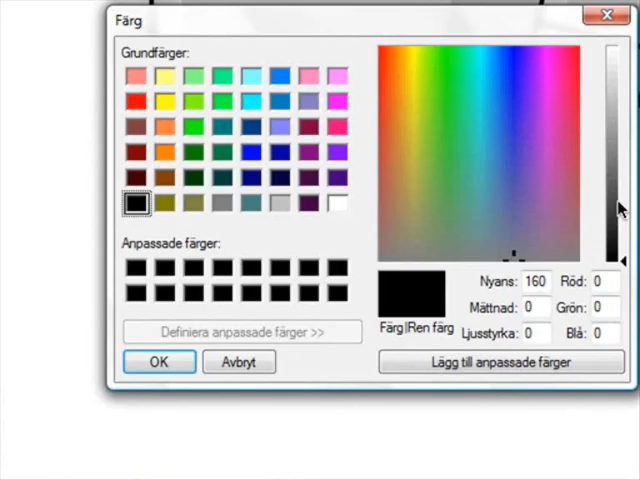 Färg
Grundfärger:
Anpassade färger:
Definiera anpassade färger >>
OK
Avbryt
Nyans: 160 Röd: 0
Mättnad: 0 Grön: 0
Färg|Ren färg
Ljusstyrka: 0 Blå: 0
Lägg till anpassade färger